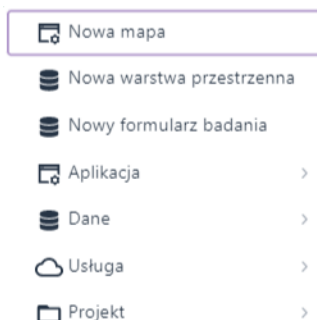 Nowa mapa
Nowa warstwa przestrzenna
Nowy formularz badania
Aplikacja
Dane
Usługa
Projekt